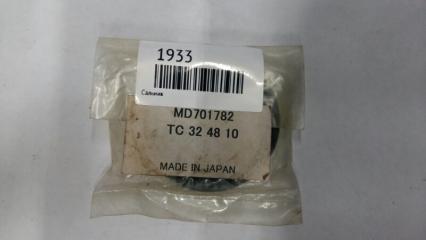 1933
Сальник
MD701782
TC 32 48 10
MADE IN JAPAN